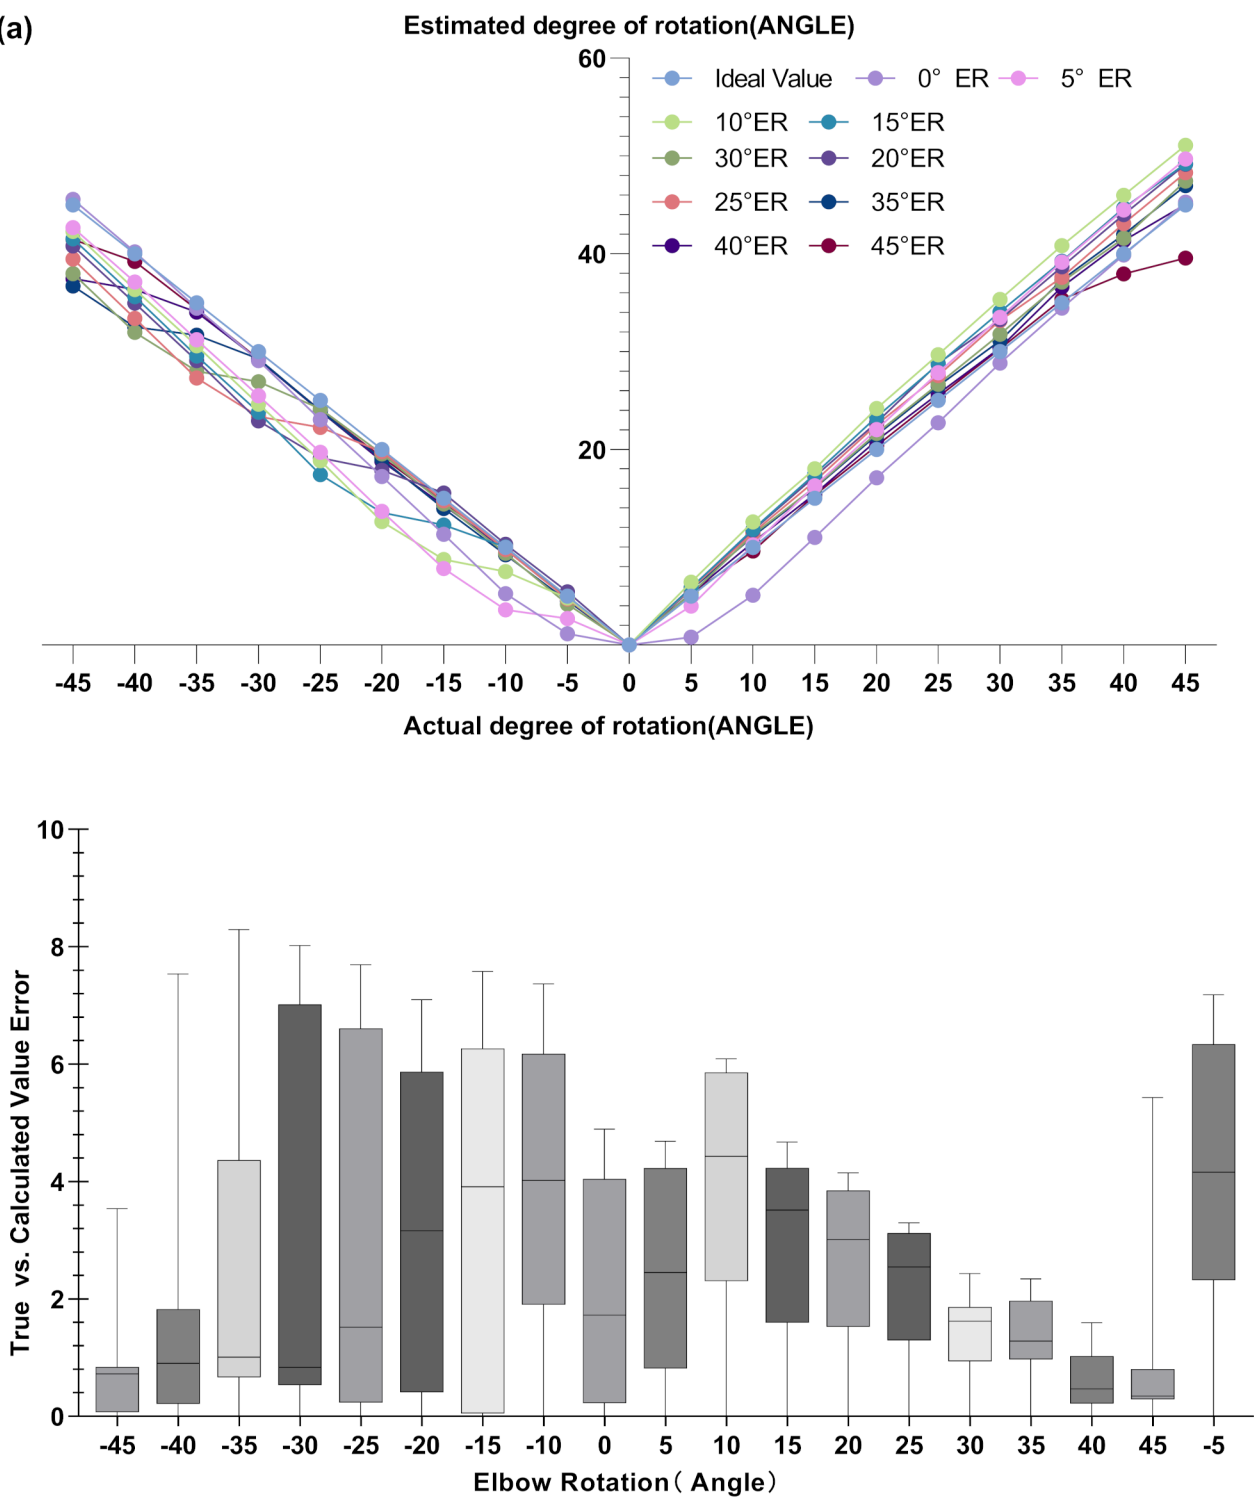 (a)
Estimated degree of rotation(ANGLE)
60
40
20
Ideal Value 0° ER 5° ER
10°ER 15°ER
30°ER 20°ER
25°ER 35°ER
40°ER 45°ER
-45 -40 -35 -30 -25 -20 -15 -10 -5 0 5 10 15 20 25 30 35 40 45
Actual degree of rotation(ANGLE)
True vs. Calculated Value Error
10
8
6
4
2
0
-45 -40 -35 -30 -25 -20 -15 -10 0 5 10 15 20 25 30 35 40 45 -5
Elbow Rotation( Angle)